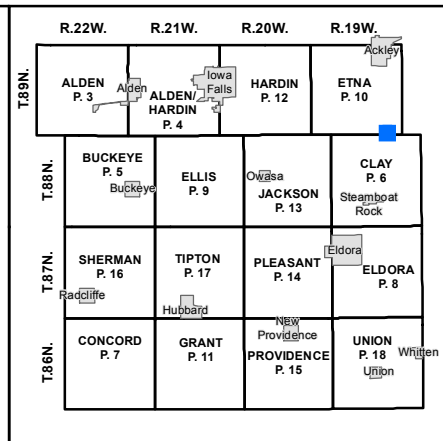 R.22W. R.21W. R.20W. R.19W.
Ackley
T.89N.
ALDEN
P. 3
Alden
ALDEN/
HARDIN
P. 4
Iowa
Falls
HARDIN
P. 12
ETNA
P. 10
T.88N.
BUCKEYE
P. 5
Buckeye
ELLIS
P. 9
Owasa
JACKSON
P. 13
CLAY
P. 6
Steamboat
Rock
T.87N.
SHERMAN
P. 16
Radcliffe
TIPTON
P. 17
Hubbard
PLEASANT
P. 14
Eldora
ELDORA
P. 8
T.86N.
CONCORD
P. 7
GRANT
P. 11
New
Providence
PROVIDENCE
P. 15
UNION
P. 18
Whitten
Union